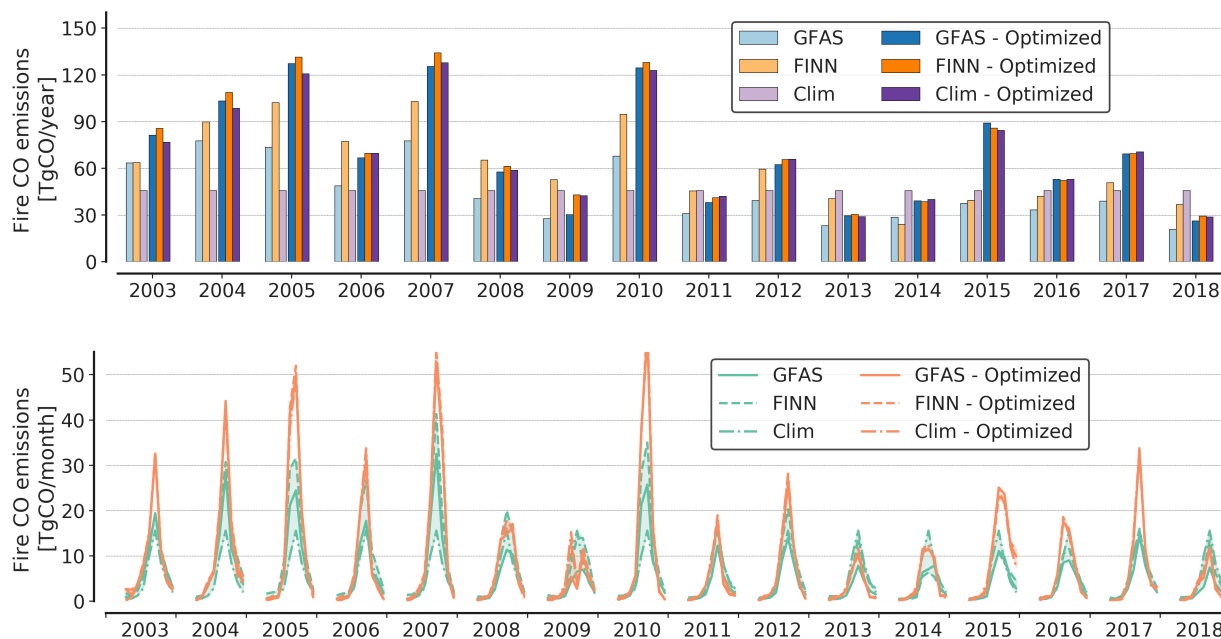 Fire CO emissions
[TgCO/year]
150
120
90
60
30
0
GFAS GFAS - Optimized
FINN FINN - Optimized
Clim Clim - Optimized
2003 2004 2005 2006 2007 2008 2009 2010 2011 2012 2013 2014 2015 2016 2017 2018
Fire CO emissions
[TgCO/month]
50
40
30
20
10
0
GFAS GFAS - Optimized
FINN FINN - Optimized
Clim Clim - Optimized
2003 2004 2005 2006 2007 2008 2009 2010 2011 2012 2013 2014 2015 2016 2017 2018